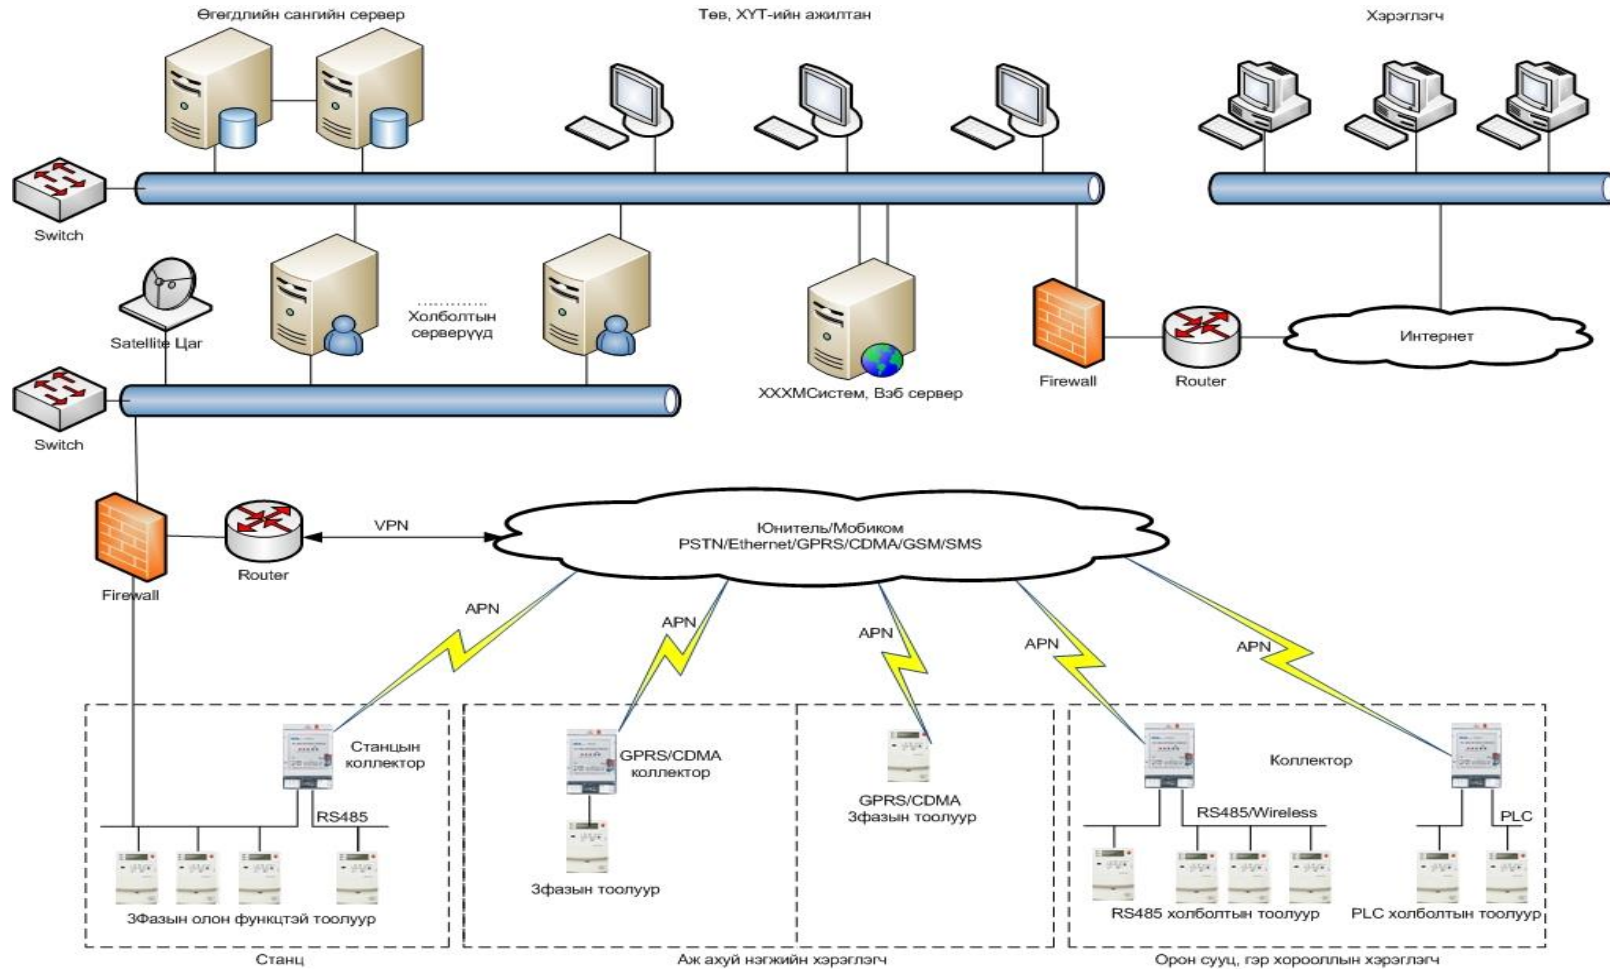 Өгөгдлийн сангийн сервер
Төв, ХҮТ-ийн ажилтан
Хэрэглэгч
Switch
Satellite Цаг
............
Холболтын
серверүүд
ХХХМСистем, Вэб сервер
Firewall
Router
Интернет
Switch
Firewall
Router
VPN
Юнитель/Мобиком
PSTN/Ethernet/GPRS/CDMA/GSM/SMS
APN
APN
APN
APN
APN
Станцын
коллектор
RS485
3Фазын олон функцтэй тоолуур
Станц
GPRS/CDMA
коллектор
3фазын тоолуур
GPRS/CDMA
3фазын тоолуур
Аж ахуй нэгжийн хэрэглэгч
Коллектор
RS485/Wireless
PLC
RS485 холболтын тоолуур
PLC холболтын тоолуур
Орон сууц, гэр хорооллын хэрэглэгч